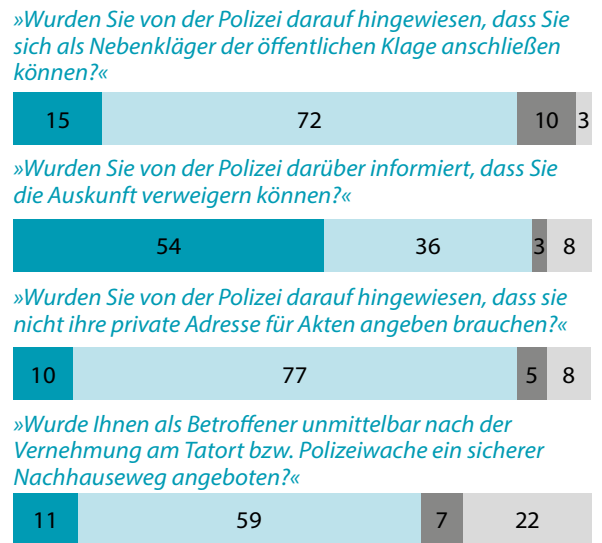 »Wurden Sie von der Polizei darauf hingewiesen, dass Sie
sich als Nebenkläger der öffentlichen Klage anschließen
können?«
15 72 10 3
»Wurden Sie von der Polizei darüber informiert, dass Sie
die Auskunft verweigern können?«
54 36 3 8
»Wurden Sie von der Polizei darauf hingewiesen, dass sie
nicht ihre private Adresse für Akten angeben brauchen?«
10 77 5 8
»Wurde Ihnen als Betroffener unmittelbar nach der
Vernehmung am Tatort bzw. Polizeiwache ein sicherer
Nachhauseweg angeboten?«
11 59 7 22